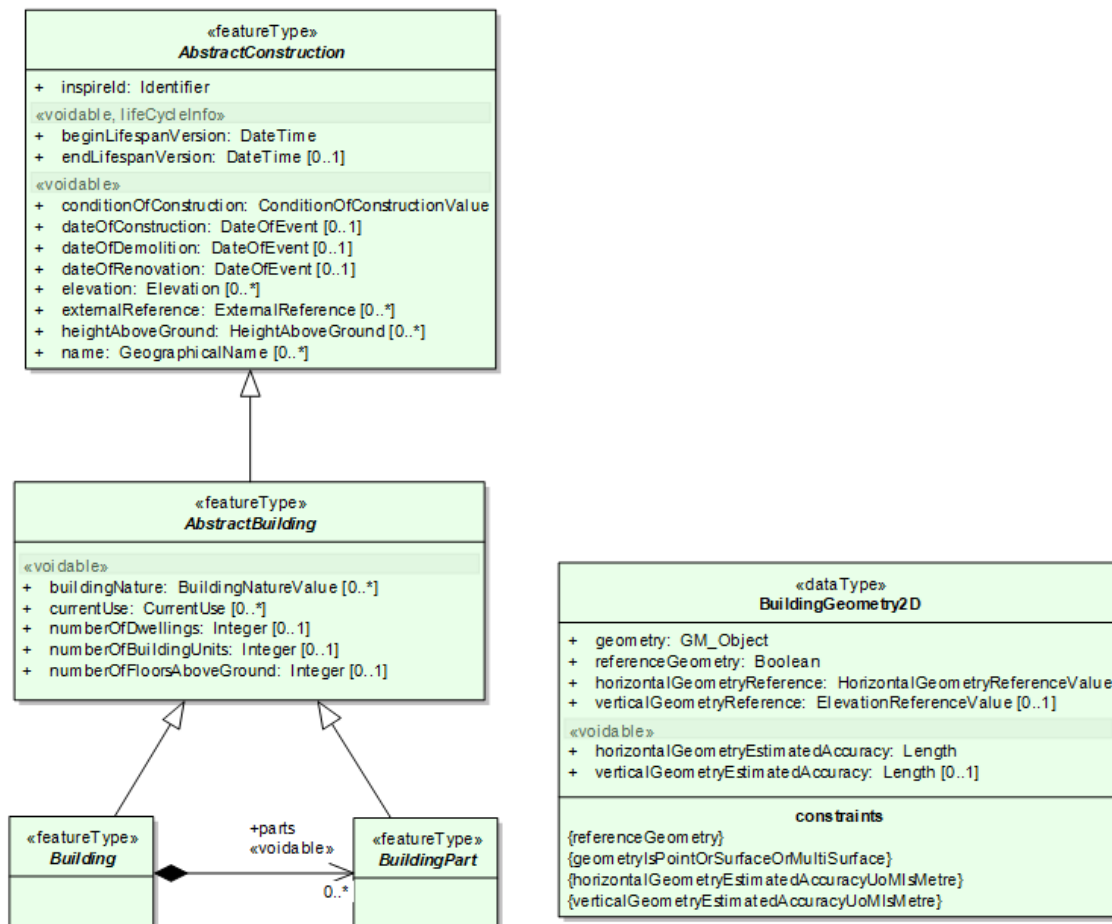 «featureType»
AbstractConstruction
+ inspireId: Identifier
«voidable, lifeCycleInfo»
+ beginLifespanVersion: DateTime
+ endLifespanVersion: DateTime [0..1]
«voidable»
+ conditionOfConstruction: ConditionOfConstructionValue
+ dateOfConstruction: DateOfEvent [0..1]
+ dateOfDemolition: DateOfEvent [0..1]
+ dateOfRenovation: DateOfEvent [0..1]
+ elevation: Elevation [0..*]
+ externalReference: ExternalReference [0..*]
+ heightAboveGround: HeightAboveGround [0..*]
+ name: GeographicalName [0..*]
«featureType»
AbstractBuilding
«voidable»
+ buildingNature: BuildingNatureValue [0..*]
+ currentUse: CurrentUse [0..*]
+ numberOfDwellings: Integer [0..1]
+ numberOfBuildingUnits: Integer [0..1]
+ numberOfFloorsAboveGround: Integer [0..1]
«dataType»
BuildingGeometry2D
+ geometry: GM_Object
+ referenceGeometry: Boolean
+ horizontalGeometryReference: HorizontalGeometryReferenceValue
+ verticalGeometryReference: ElevationReferenceValue [0..1]
«voidable»
+ horizontalGeometryEstimatedAccuracy: Length
+ verticalGeometryEstimatedAccuracy: Length [0..1]
constraints
{referenceGeometry}
{geometryIsPointOrSurfaceOrMultiSurface}
{horizontalGeometryEstimatedAccuracyUoMIsMetre}
{verticalGeometryEstimatedAccuracyUoMIsMetre}
«featureType»
Building
+parts
«voidable»
0..*
«featureType»
BuildingPart